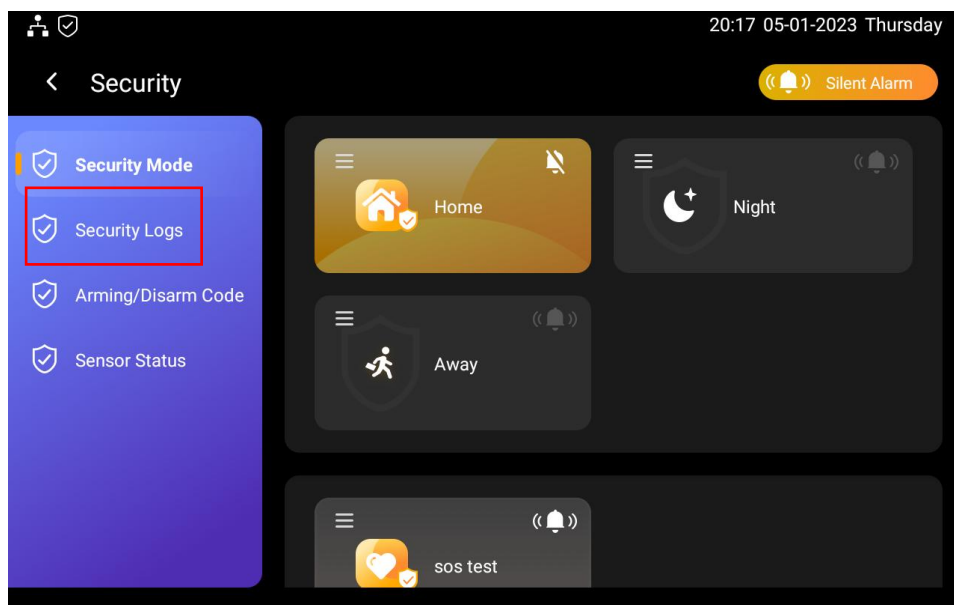 20:17 05-01-2023 Thursday
Security
Silent Alarm
Security Mode
Security Logs
Arming/Disarm Code
Sensor Status
Home
Night
Away
sos test